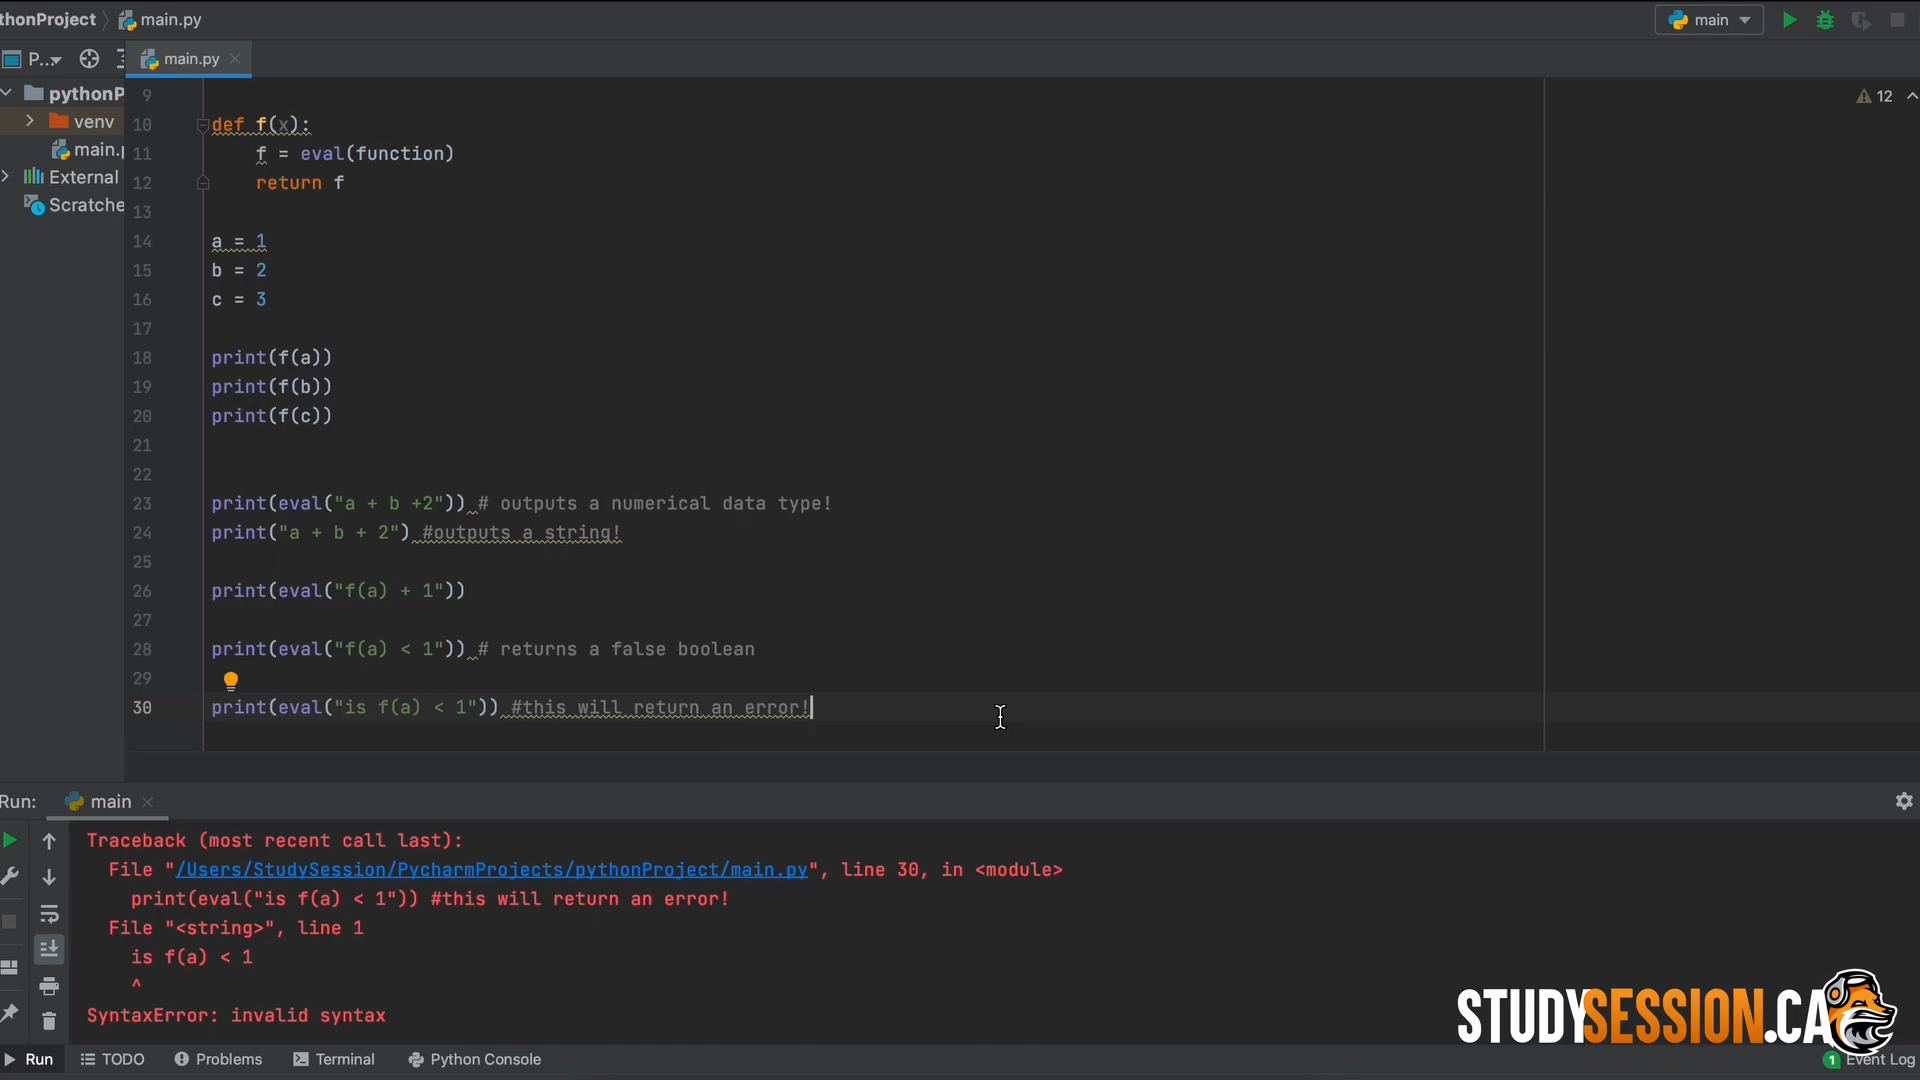 thonProject
main.py
main
P...
main.py
12
pythonP
venv
main.p
External
Scratche
9
10 def f(x):
11 f = eval(function)
12 return f
13
14 a = 1
15 b = 2
16 c = 3
17
18 print(f(a))
19 print(f(b))
20 print(f(c))
21
22
23 print(eval("a + b +2")) # outputs a numerical data type!
24 print("a + b + 2") #outputs a string!
25
26 print(eval("f(a) + 1"))
27
28 print(eval("f(a) < 1")) # returns a false boolean
29
30 print(eval("is f(a) < 1")) #this will return an error!
Run:
main
Traceback (most recent call last):
File "/Users/StudySession/PycharmProjects/pythonProject/main.py", line 30, in <module>
print(eval("is f(a) < 1")) #this will return an error!
File "<string>", line 1
is f(a) < 1
^
SyntaxError: invalid syntax
STUDYSESSION.CA
Run
TODO
Problems
Terminal
Python Console
1 Event Log